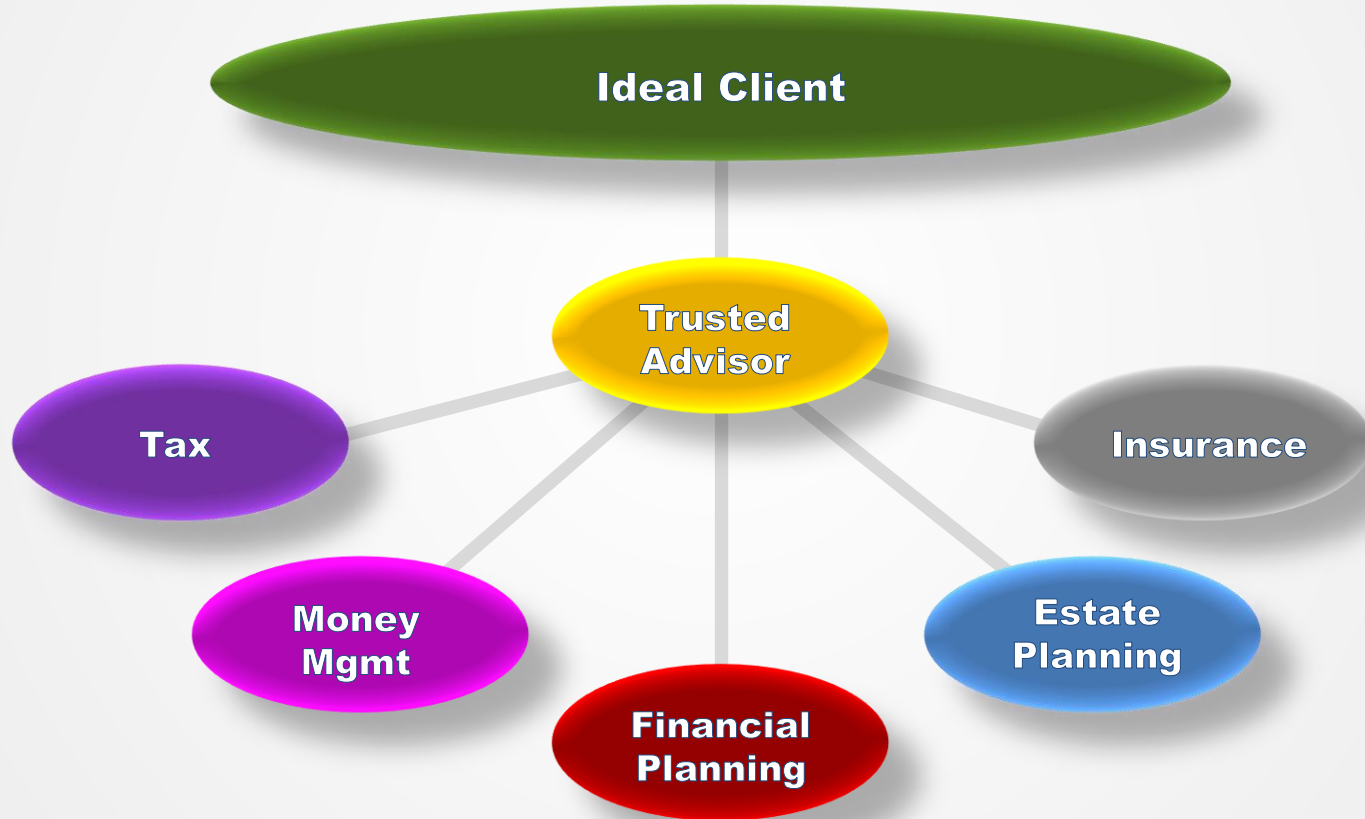 Ideal Client
Trusted
Advisor
Tax
Insurance
Money
Mgmt
Estate
Planning
Financial
Planning